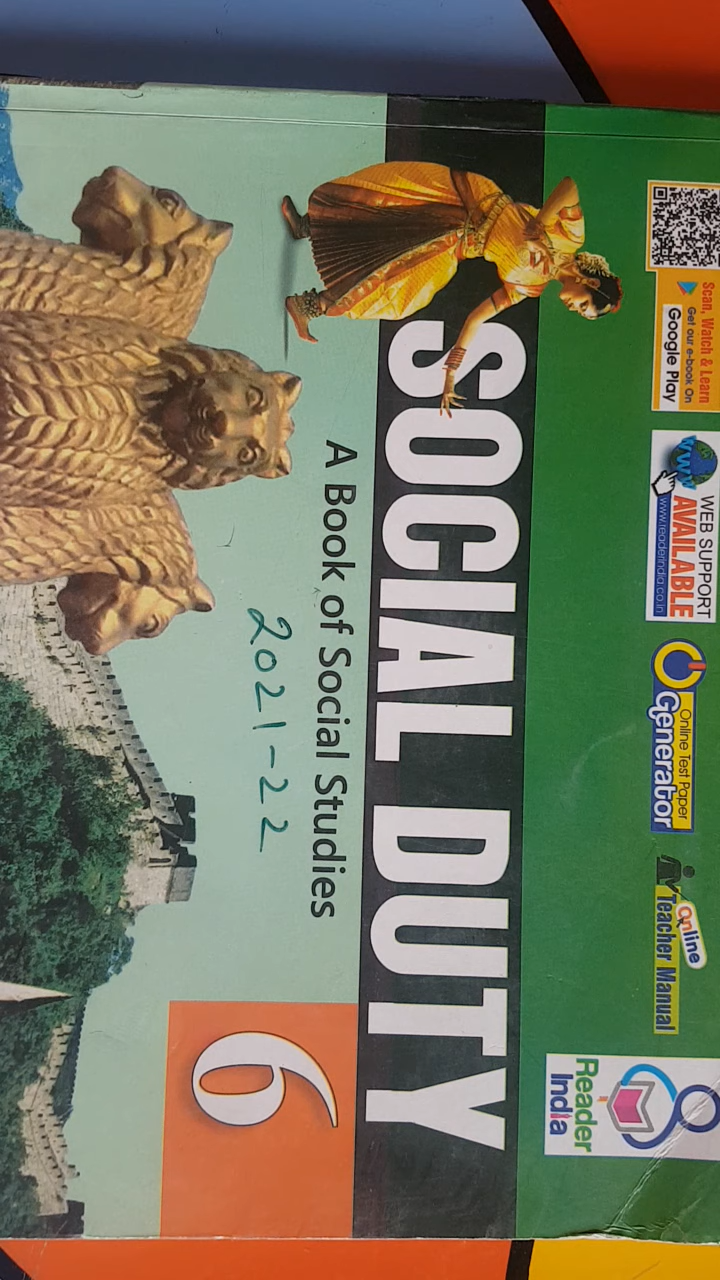 Scan, Watch & Learn
Get our e-book On
Google Play
www
WEB SUPPORT
AVAILABLE
www.readerindia.co.in
Online Test Paper
Generator
Online
Teacher Manual
Reader
India
SOCIAL DUTY
A Book of Social Studies
2021-22
6